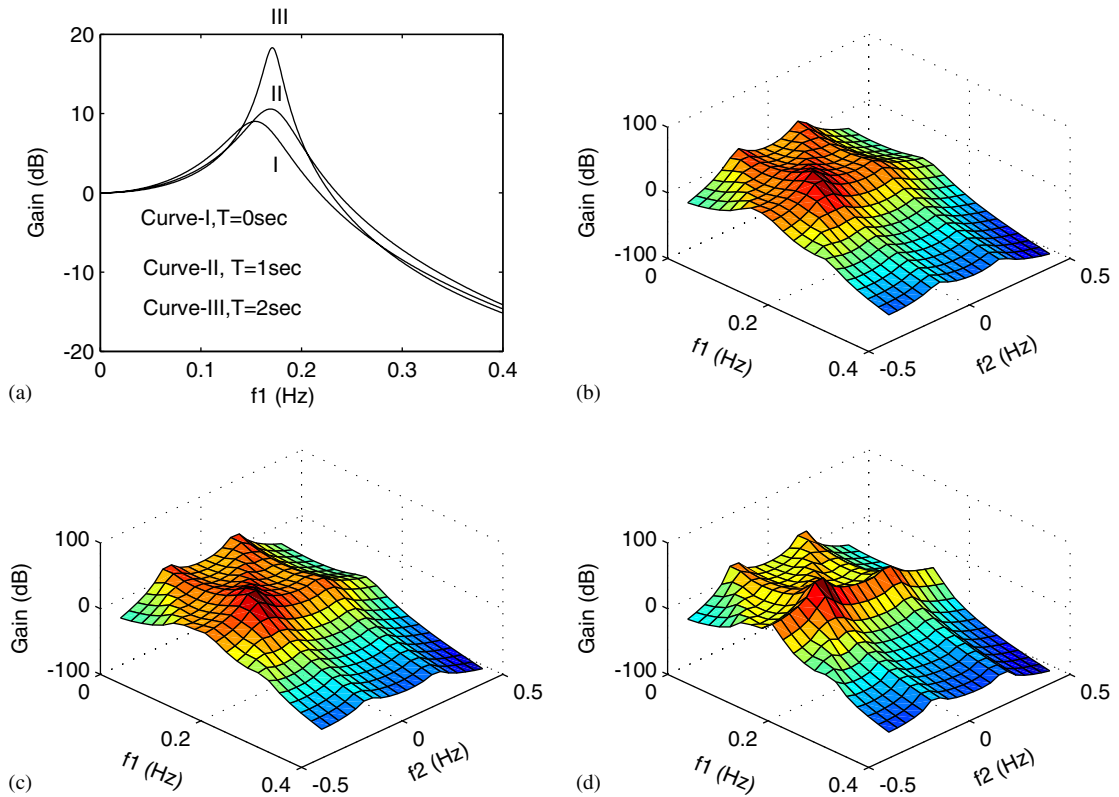 III
20
10
0
-10
-20
Gain (dB)
II
I
Curve-I,T=0sec
Curve-II, T=1sec
Curve-III,T=2sec
0 0.1 0.2 0.3 0.4
f1 (Hz)
(a)
100
0
-100
Gain (dB)
0
0.2
0.4
f1 (Hz)
-0.5
0
0.5
f2 (Hz)
(b)
100
0
-100
Gain (dB)
0
0.2
0.4
f1 (Hz)
-0.5
0
0.5
f2 (Hz)
(c)
100
0
-100
Gain (dB)
0
0.2
0.4
f1 (Hz)
-0.5
0
0.5
f2 (Hz)
(d)